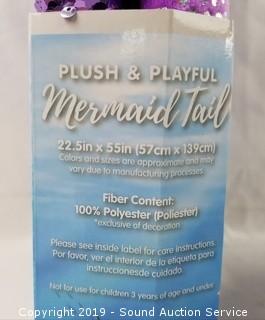 PLUSH & PLAYFUL
Mermaid Tail
22.5in x 55in (57cm x 139cm)
Colors and sizes are approximate and may
vary due to manufacturing processes.
Fiber Content:
100% Polyester (Poliester)
*exclusive of decoration
Please see inside label for care instructions.
Por favor, ver el interior de la etiqueta para
instruccionesde cuidado.
Not for use for children 3 years of age and under
Copyright 2019 - Sound Auction Service